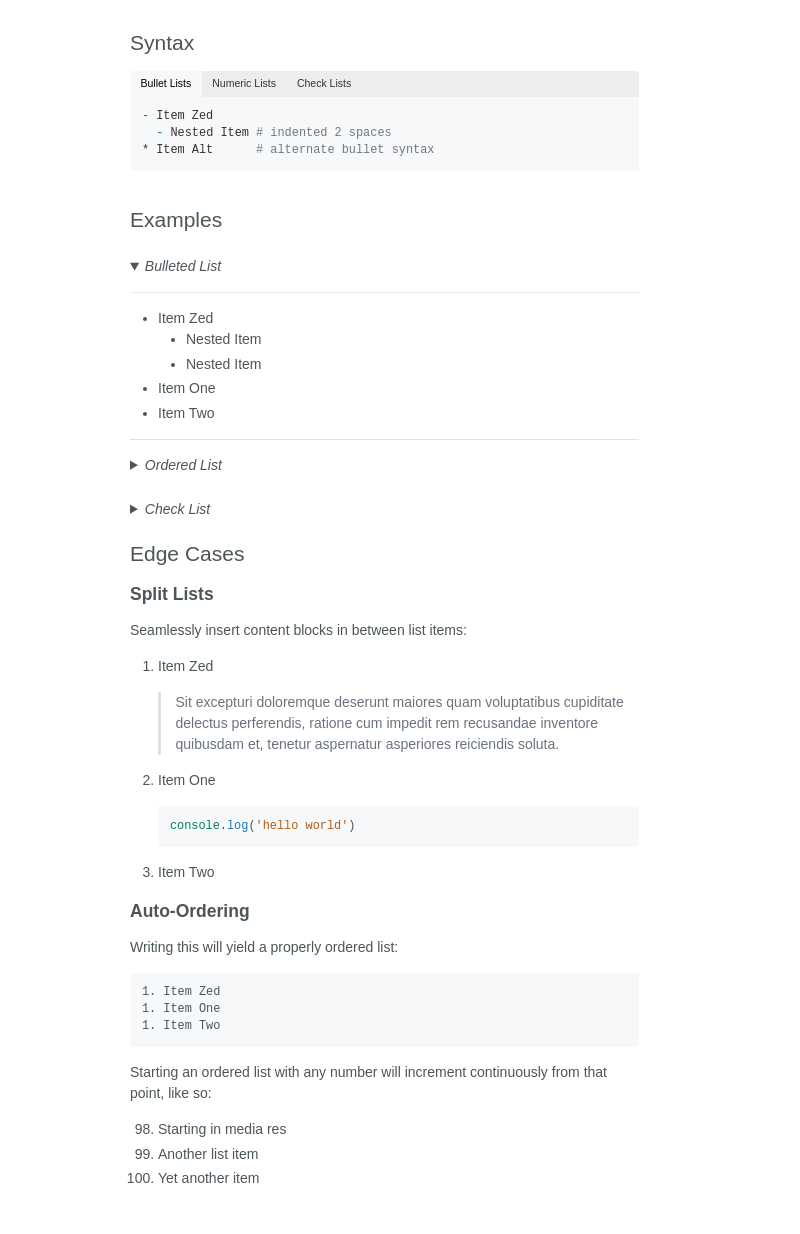 Syntax
Bullet Lists Numeric Lists Check Lists
- Item Zed
  - Nested Item # indented 2 spaces
* Item Alt      # alternate bullet syntax
Examples
▼ Bulleted List
• Item Zed
• Nested Item
• Nested Item
• Item One
• Item Two
▶ Ordered List
▶ Check List
Edge Cases
Split Lists
Seamlessly insert content blocks in between list items:
1. Item Zed
Sit excepturi doloremque deserunt maiores quam voluptatibus cupiditate
delectus perferendis, ratione cum impedit rem recusandae inventore
quibusdam et, tenetur aspernatur asperiores reiciendis soluta.
2. Item One
console.log('hello world')
3. Item Two
Auto-Ordering
Writing this will yield a properly ordered list:
1. Item Zed
1. Item One
1. Item Two
Starting an ordered list with any number will increment continuously from that
point, like so:
98. Starting in media res
99. Another list item
100. Yet another item